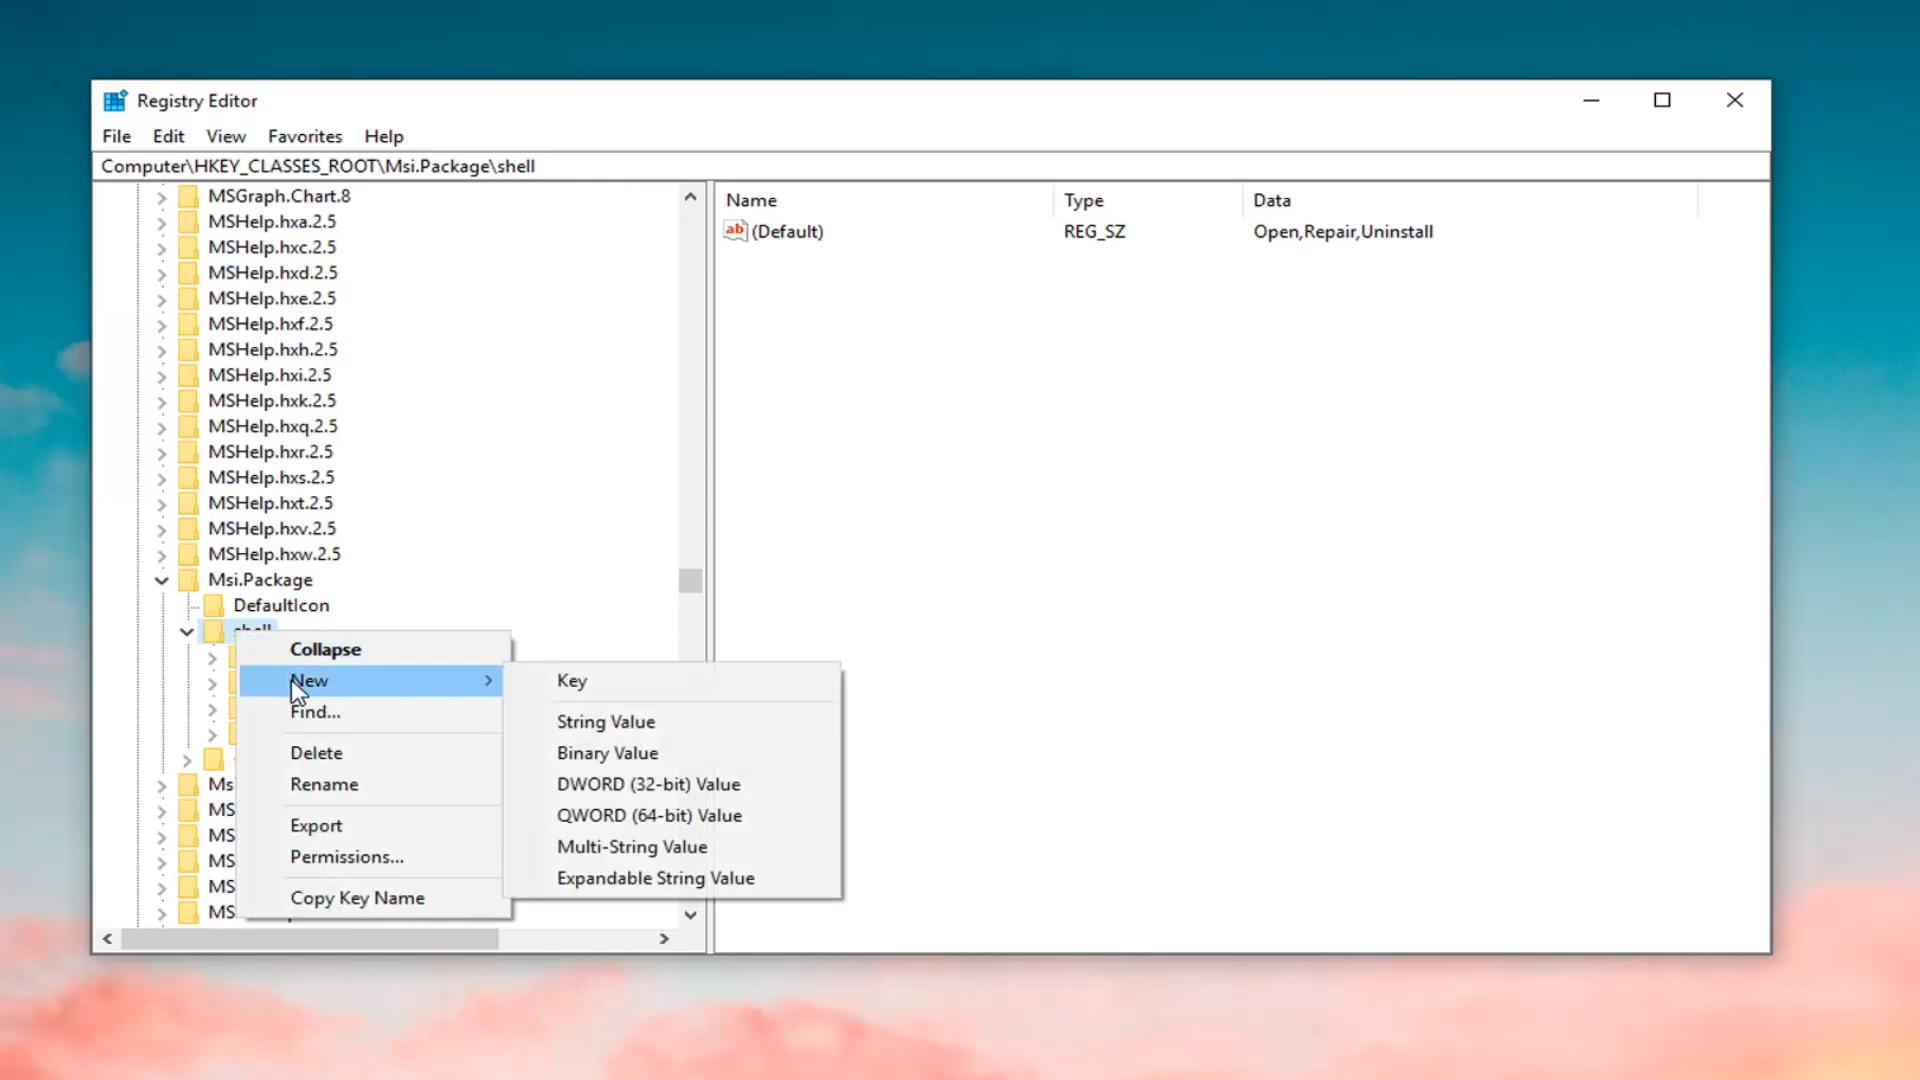 Registry Editor
File Edit View Favorites Help
Computer\HKEY_CLASSES_ROOT\Msi.Package\shell
MSGraph.Chart.8
MSHelp.hxa.2.5
MSHelp.hxc.2.5
MSHelp.hxd.2.5
MSHelp.hxe.2.5
MSHelp.hxf.2.5
MSHelp.hxh.2.5
MSHelp.hxi.2.5
MSHelp.hxk.2.5
MSHelp.hxq.2.5
MSHelp.hxr.2.5
MSHelp.hxs.2.5
MSHelp.hxt.2.5
MSHelp.hxv.2.5
MSHelp.hxw.2.5
Msi.Package
DefaultIcon
shell
Ms
MS
MS
MS
MS
MS
Name Type Data
ab (Default) REG_SZ Open,Repair,Uninstall
Collapse
New
Find...
Delete
Rename
Export
Permissions...
Copy Key Name
Key
String Value
Binary Value
DWORD (32-bit) Value
QWORD (64-bit) Value
Multi-String Value
Expandable String Value